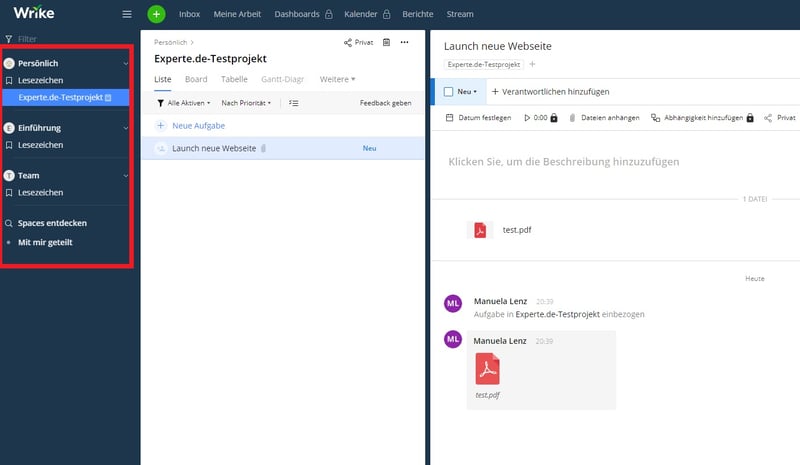 Wrike
Inbox Meine Arbeit Dashboards Kalender Berichte Stream
Filter
Persönlich
Lesezeichen
Experte.de-Testprojekt
E Einführung
Lesezeichen
T Team
Lesezeichen
Spaces entdecken
Mit mir geteilt
Persönlich >
Privat
Experte.de-Testprojekt
Liste Board Tabelle Gantt-Diagr. Weitere
Alle Aktiven Nach Priorität Feedback geben
+ Neue Aufgabe
Launch neue Webseite Neu
Launch neue Webseite
Experte.de-Testprojekt +
Neu + Verantwortlichen hinzufügen
Datum festlegen 0:00 Dateien anhängen Abhängigkeit hinzufügen Privat
Klicken Sie, um die Beschreibung hinzuzufügen
1 DATEI
test.pdf
Heute
ML Manuela Lenz 20:39
Aufgabe in Experte.de-Testprojekt einbezogen
ML Manuela Lenz 20:39
test.pdf